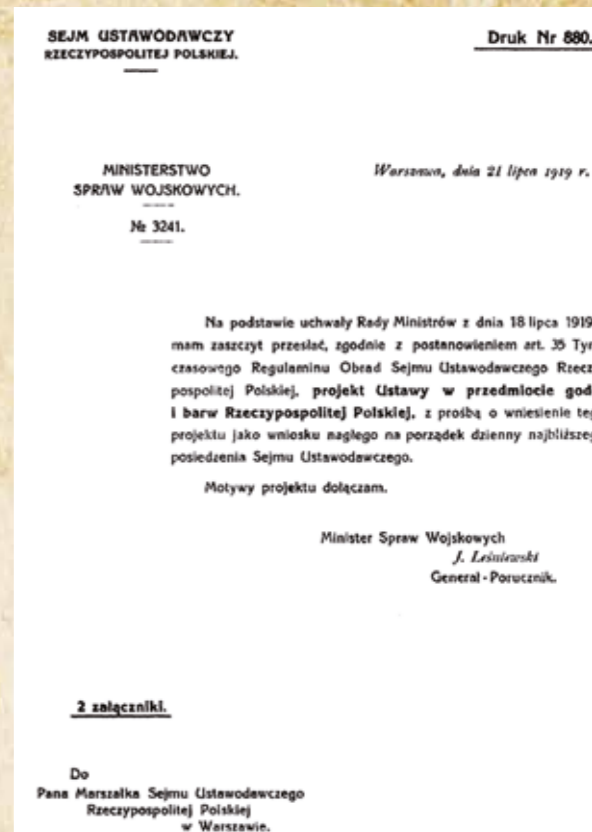 SEJM USTAWODAWCZY
RZECZYPOSPOLITEJ POLSKIEJ.
Druk Nr 880.
MINISTERSTWO
SPRAW WOJSKOWYCH.
№ 3241.
Warszawa, dnia 21 lipca 1919 r.
Na podstawie uchwały Rady Ministrów z dnia 18 lipca 1919
mam zaszczyt przesłać, zgodnie z postanowieniem art. 35 Tym
czasowego Regulaminu Obrad Sejmu Ustawodawczego Rzecz
pospolitej Polskiej, projekt Ustawy w przedmiocie god
i barw Rzeczypospolitej Polskiej, z prośbą o wniesienie teg
projektu jako wniosku nagłego na porządek dzienny najbliższeg
posiedzenia Sejmu Ustawodawczego.
Motywy projektu dołączam.
Minister Spraw Wojskowych
J. Leśniewski
Generał-Porucznik.
2 załączniki.
Do
Pana Marszałka Sejmu Ustawodawczego
Rzeczypospolitej Polskiej
w Warszawie.